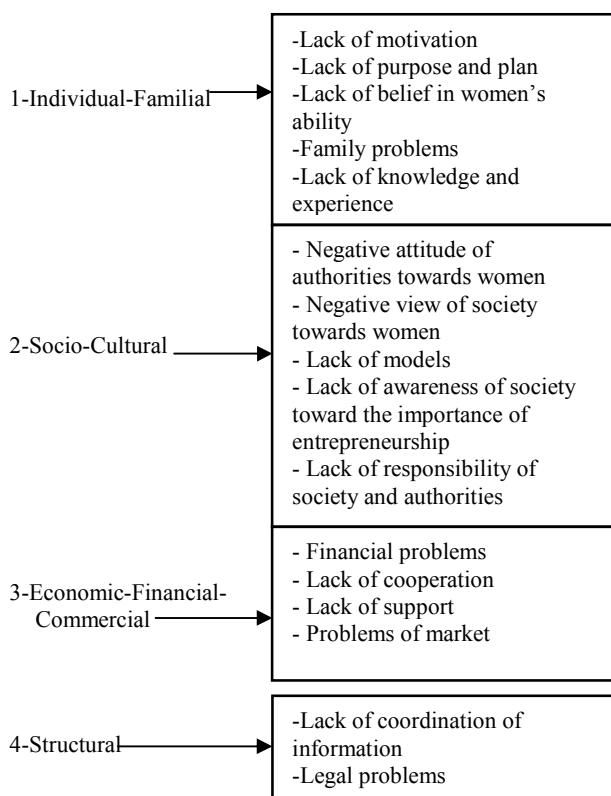 1-Individual-Familial
-Lack of motivation
-Lack of purpose and plan
-Lack of belief in women’s
ability
-Family problems
-Lack of knowledge and
experience
2-Socio-Cultural
- Negative attitude of
authorities towards women
- Negative view of society
towards women
- Lack of models
- Lack of awareness of society
toward the importance of
entrepreneurship
- Lack of responsibility of
society and authorities
3-Economic-Financial-
Commercial
- Financial problems
- Lack of cooperation
- Lack of support
- Problems of market
4-Structural
-Lack of coordination of
information
-Legal problems